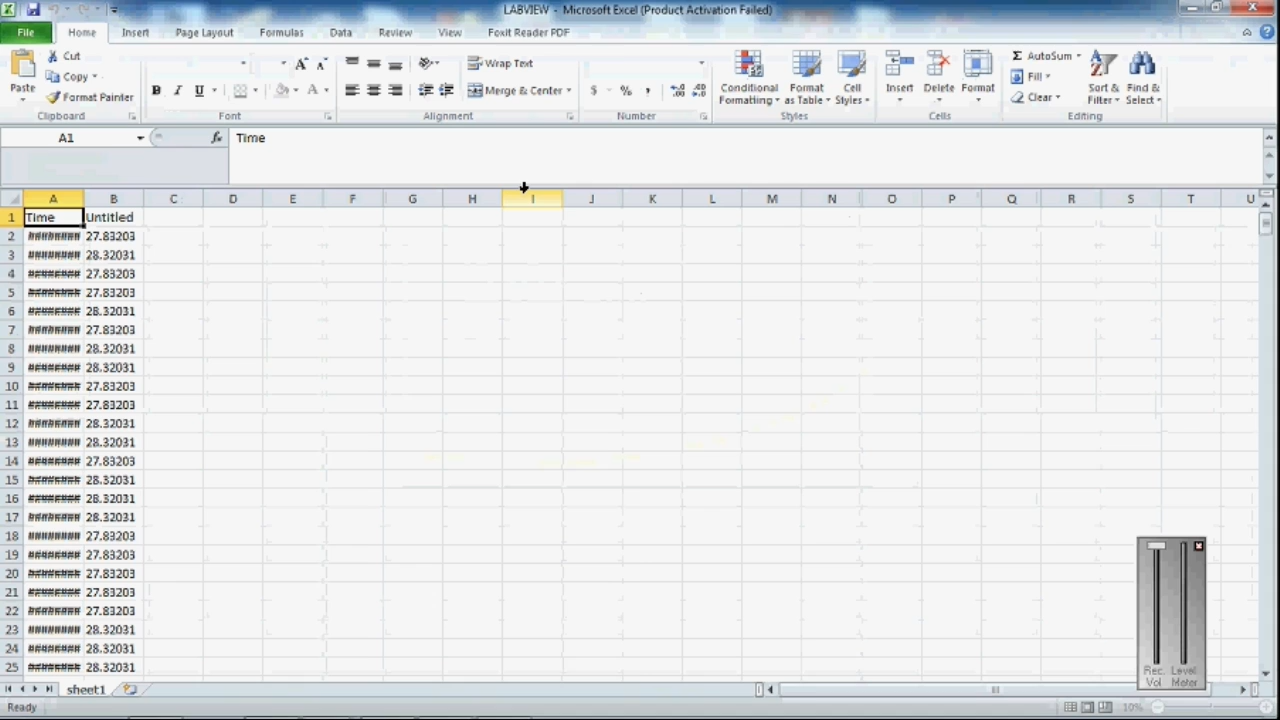 LABVIEW - Microsoft Excel (Product Activation Failed)
File Home Insert Page Layout Formulas Data Review View Foxit Reader PDF
Cut
Copy
Format Painter
Paste
Clipboard
B I U A A A
Font
Wrap Text
Merge & Center
Alignment
$ % ,
Number
Conditional Formatting
Format as Table
Cell Styles
Styles
Insert
Delete
Format
Cells
Σ AutoSum
Fill
Clear
Sort & Filter
Find & Select
Editing
A1 fx Time
A B C D E F G H I J K L M N O P Q R S T U
1 Time Untitled
2 ######## 27.83203
3 ######## 28.32031
4 ######## 27.83203
5 ######## 27.83203
6 ######## 28.32031
7 ######## 27.83203
8 ######## 28.32031
9 ######## 28.32031
10 ######## 27.83203
11 ######## 27.83203
12 ######## 28.32031
13 ######## 28.32031
14 ######## 27.83203
15 ######## 28.32031
16 ######## 28.32031
17 ######## 28.32031
18 ######## 27.83203
19 ######## 27.83203
20 ######## 27.83203
21 ######## 27.83203
22 ######## 27.83203
23 ######## 28.32031
24 ######## 28.32031
25 ######## 28.32031
Rec. Level
Vol Meter
sheet1
Ready
10%